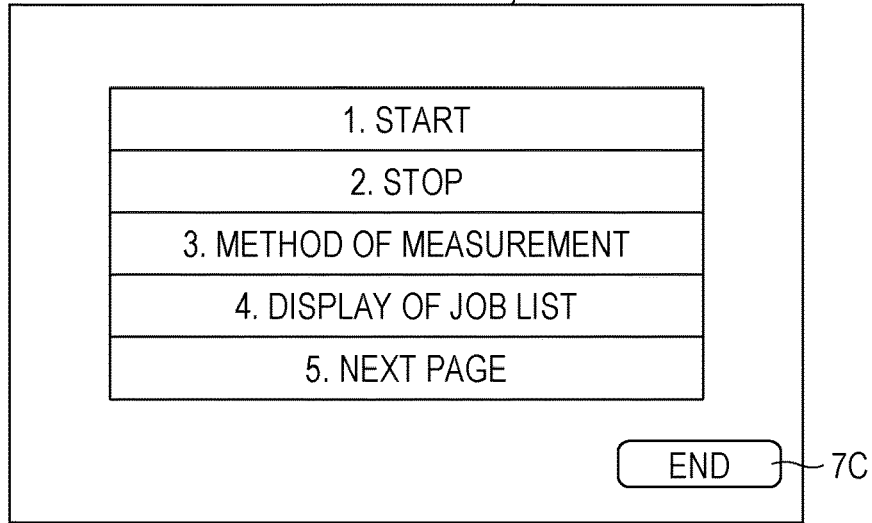 1. START
2. STOP
3. METHOD OF MEASUREMENT
4. DISPLAY OF JOB LIST
5. NEXT PAGE
END 7C